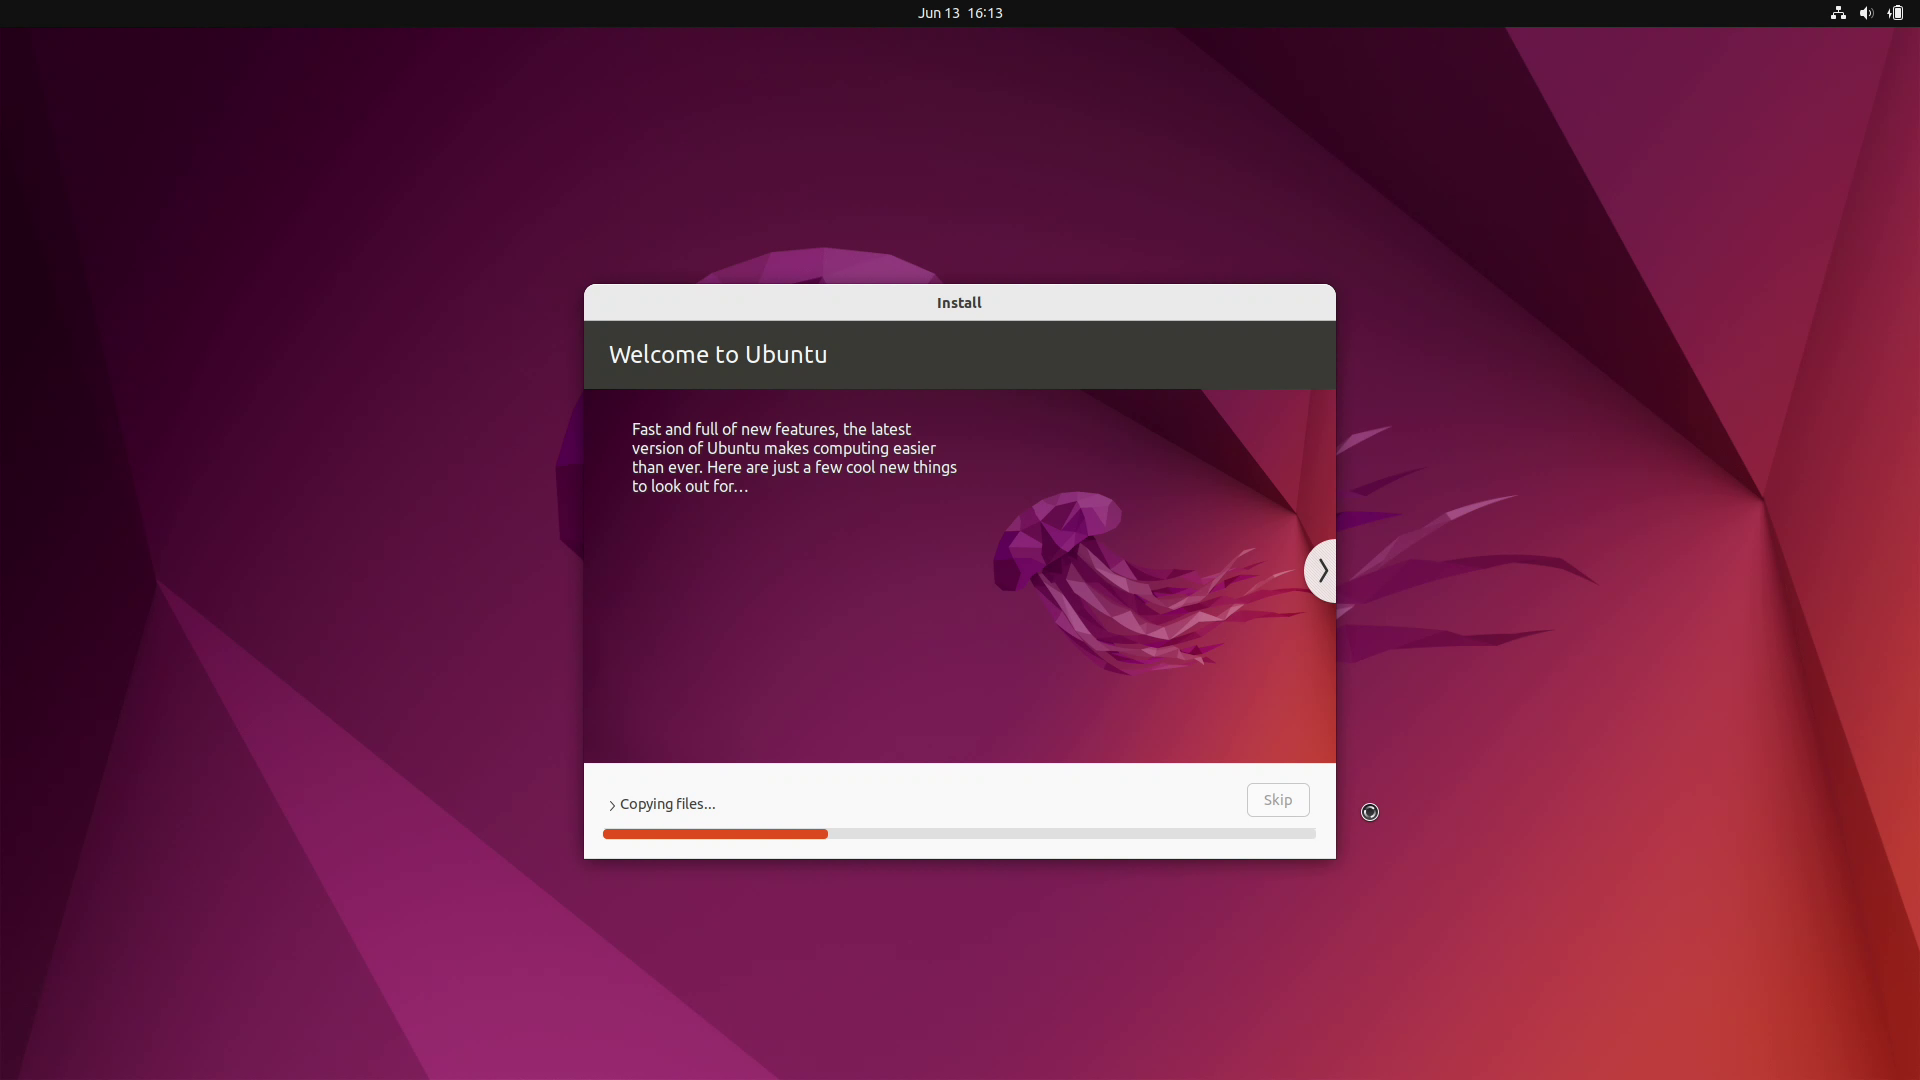 Jun 13 16:13
Install
Welcome to Ubuntu
Fast and full of new features, the latest
version of Ubuntu makes computing easier
than ever. Here are just a few cool new things
to look out for…
Copying files…
Skip